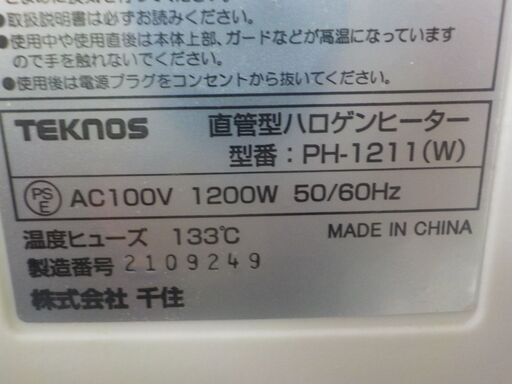 ●取扱説明書は必ずお読みください。
●使用中や使用直後は本体上部、ガードなどが高温になっています
ので手を触れないでください。
●使用後は電源プラグをコンセントから抜いてください。
TEKNOS 直管型ハロゲンヒーター
型番：PH-1211(W)
PS
E
AC100V 1200W 50/60Hz
温度ヒューズ 133℃ MADE IN CHINA
製造番号 2109249
株式会社 千住